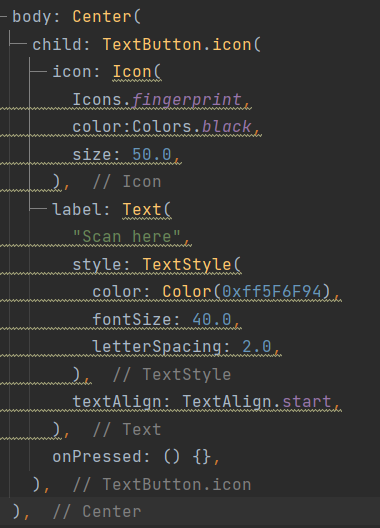 body: Center(
child: TextButton.icon(
icon: Icon(
Icons.fingerprint,
color:Colors.black,
size: 50.0,
), // Icon
label: Text(
"Scan here",
style: TextStyle(
color: Color(0xff5F6F94),
fontSize: 40.0,
letterSpacing: 2.0,
), // TextStyle
textAlign: TextAlign.start,
), // Text
onPressed: () {},
), // TextButton.icon
), // Center